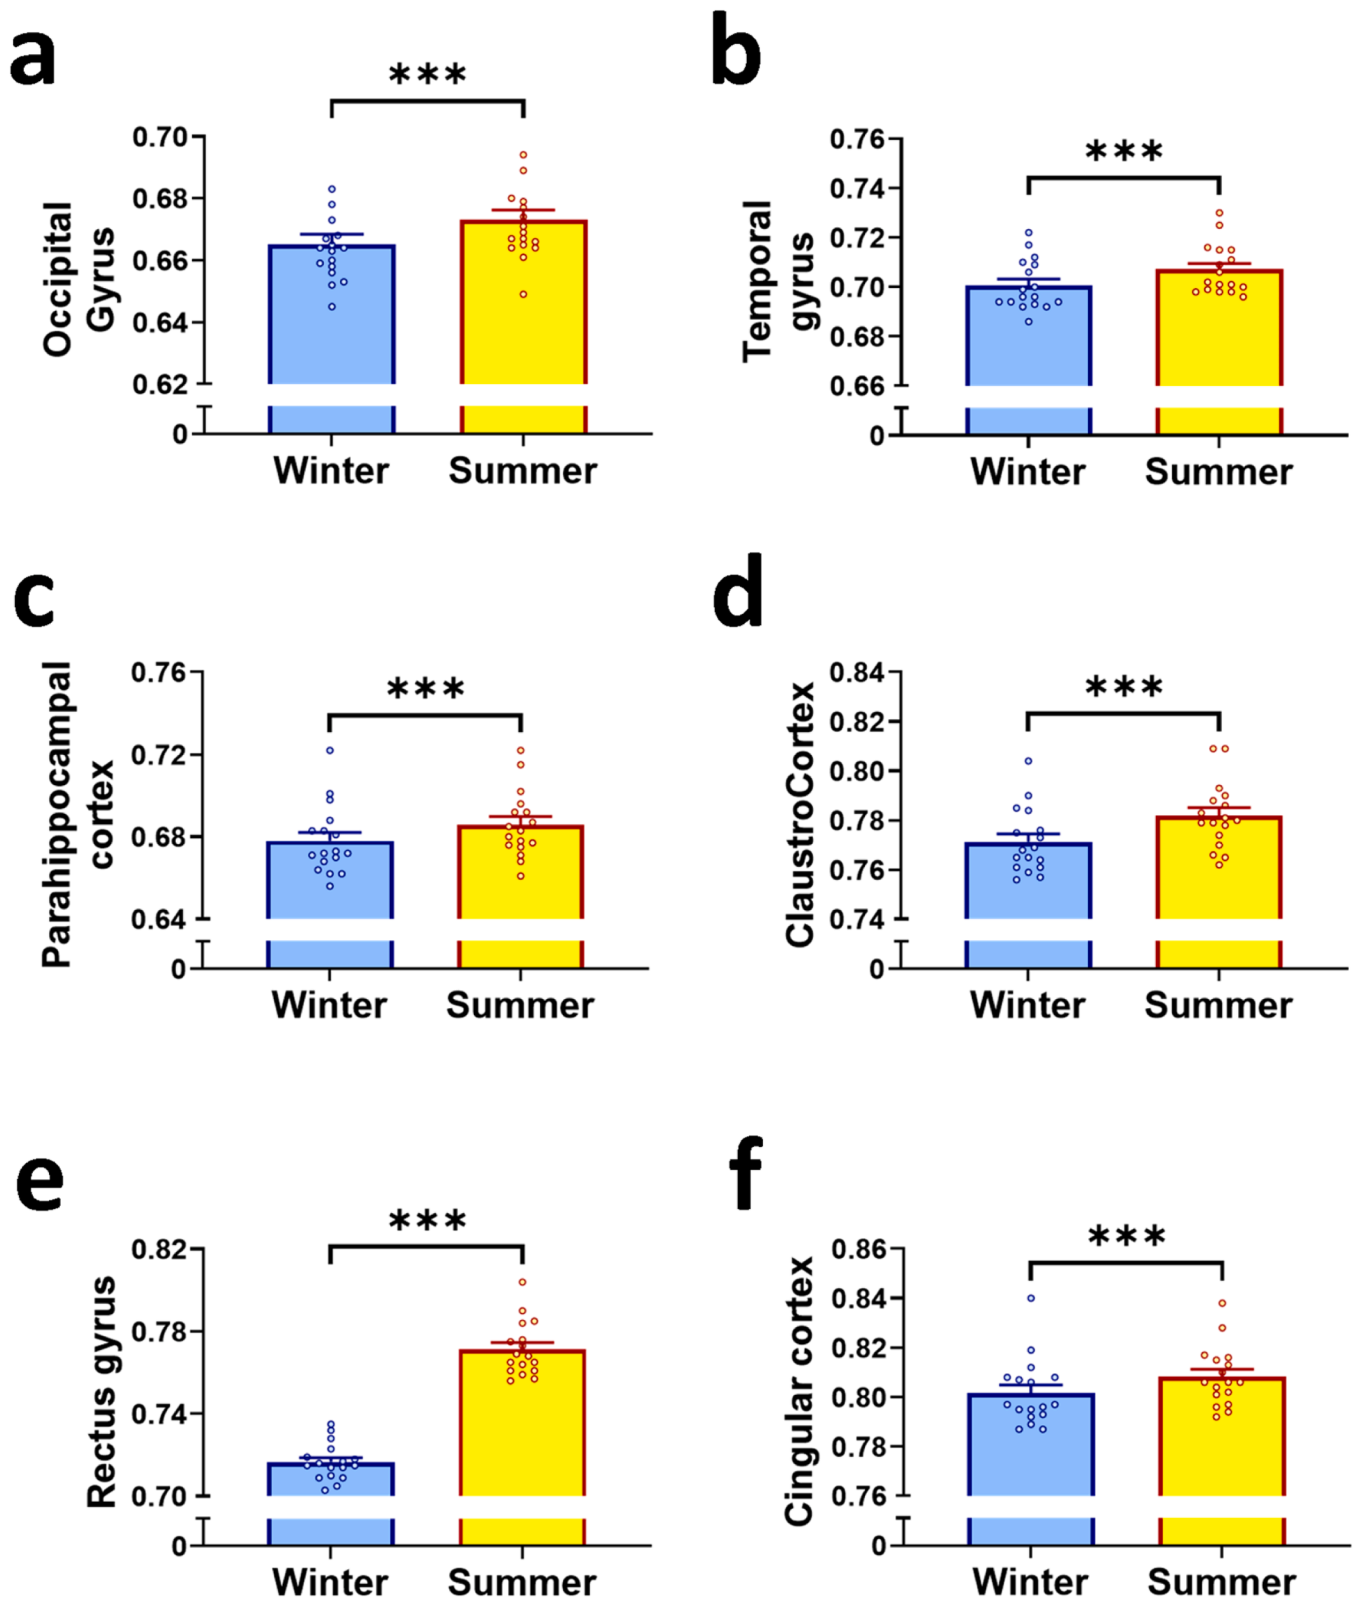 a
***
0.70
0.68
0.66
0.64
0.62
0
Occipital
Gyrus
Winter
Summer
b
***
0.76
0.74
0.72
0.70
0.68
0.66
0
Temporal
gyrus
Winter
Summer
c
***
0.76
0.72
0.68
0.64
0
Parahippocampal
cortex
Winter
Summer
d
***
0.84
0.82
0.80
0.78
0.76
0.74
0
ClaustroCortex
Winter
Summer
e
***
0.82
0.78
0.74
0.70
0
Rectus gyrus
Winter
Summer
f
***
0.86
0.84
0.82
0.80
0.78
0.76
0
Cingular cortex
Winter
Summer